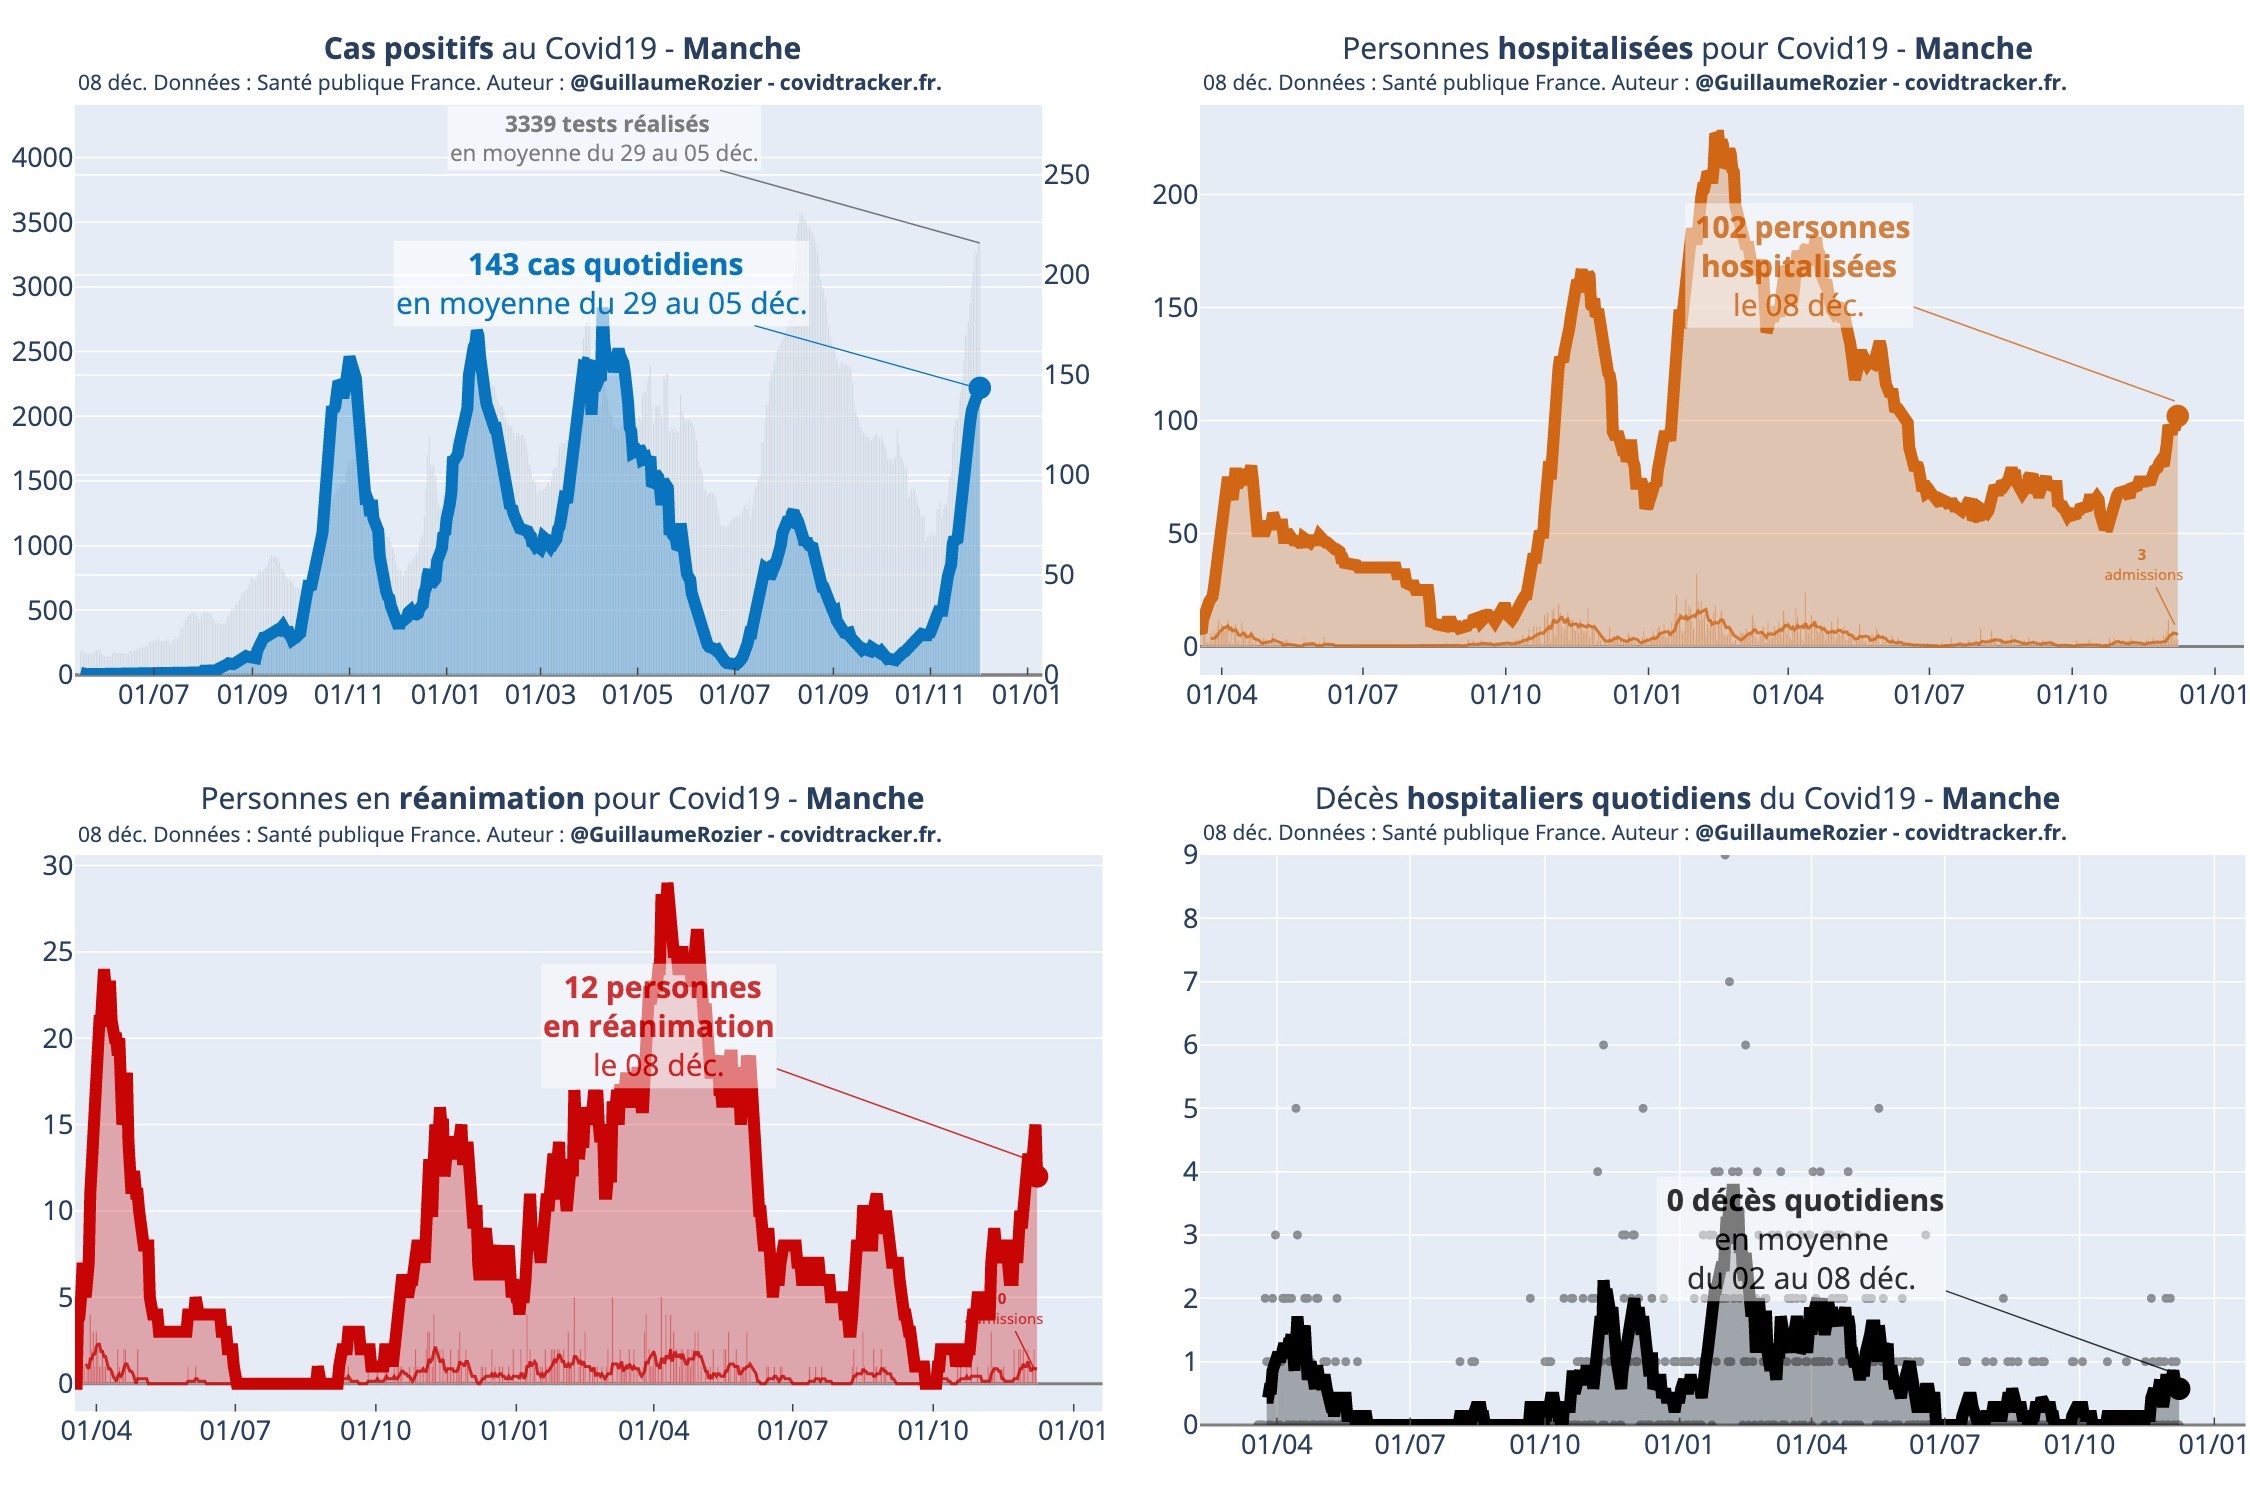 Cas positifs au Covid19 - Manche
08 déc. Données : Santé publique France. Auteur : @GuillaumeRozier - covidtracker.fr.
3339 tests réalisés
en moyenne du 29 au 05 déc.
143 cas quotidiens
en moyenne du 29 au 05 déc.
4000
3500
3000
2500
2000
1500
1000
500
0
250
200
150
100
50
0
01/07 01/09 01/11 01/01 01/03 01/05 01/07 01/09 01/11 01/01
Personnes hospitalisées pour Covid19 - Manche
08 déc. Données : Santé publique France. Auteur : @GuillaumeRozier - covidtracker.fr.
102 personnes
hospitalisées
le 08 déc.
3
admissions
200
150
100
50
0
01/04 01/07 01/10 01/01 01/04 01/07 01/10 01/01
Personnes en réanimation pour Covid19 - Manche
08 déc. Données : Santé publique France. Auteur : @GuillaumeRozier - covidtracker.fr.
12 personnes
en réanimation
le 08 déc.
0
admissions
30
25
20
15
10
5
0
01/04 01/07 01/10 01/01 01/04 01/07 01/10 01/01
Décès hospitaliers quotidiens du Covid19 - Manche
08 déc. Données : Santé publique France. Auteur : @GuillaumeRozier - covidtracker.fr.
0 décès quotidiens
en moyenne
du 02 au 08 déc.
9
8
7
6
5
4
3
2
1
0
01/04 01/07 01/10 01/01 01/04 01/07 01/10 01/01